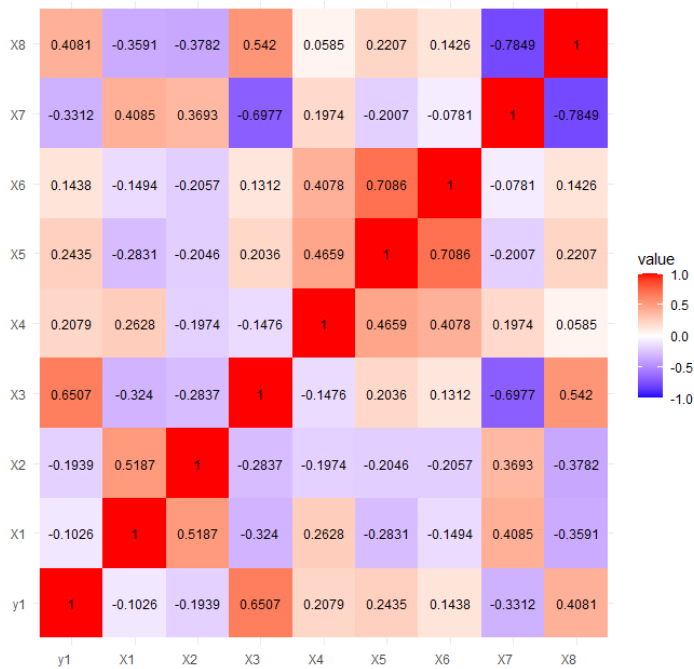 X8 0.4081 -0.3591 -0.3782 0.542 0.0585 0.2207 0.1426 -0.7849 1
X7 -0.3312 0.4085 0.3693 -0.6977 0.1974 -0.2007 -0.0781 1 -0.7849
X6 0.1438 -0.1494 -0.2057 0.1312 0.4078 0.7086 1 -0.0781 0.1426
X5 0.2435 -0.2831 -0.2046 0.2036 0.4659 1 0.7086 -0.2007 0.2207
X4 0.2079 0.2628 -0.1974 -0.1476 1 0.4659 0.4078 0.1974 0.0585
X3 0.6507 -0.324 -0.2837 1 -0.1476 0.2036 0.1312 -0.6977 0.542
X2 -0.1939 0.5187 1 -0.2837 -0.1974 -0.2046 -0.2057 0.3693 -0.3782
X1 -0.1026 1 0.5187 -0.324 0.2628 -0.2831 -0.1494 0.4085 -0.3591
y1 1 -0.1026 -0.1939 0.6507 0.2079 0.2435 0.1438 -0.3312 0.4081
y1 X1 X2 X3 X4 X5 X6 X7 X8
value
1.0
0.5
0.0
-0.5
-1.0